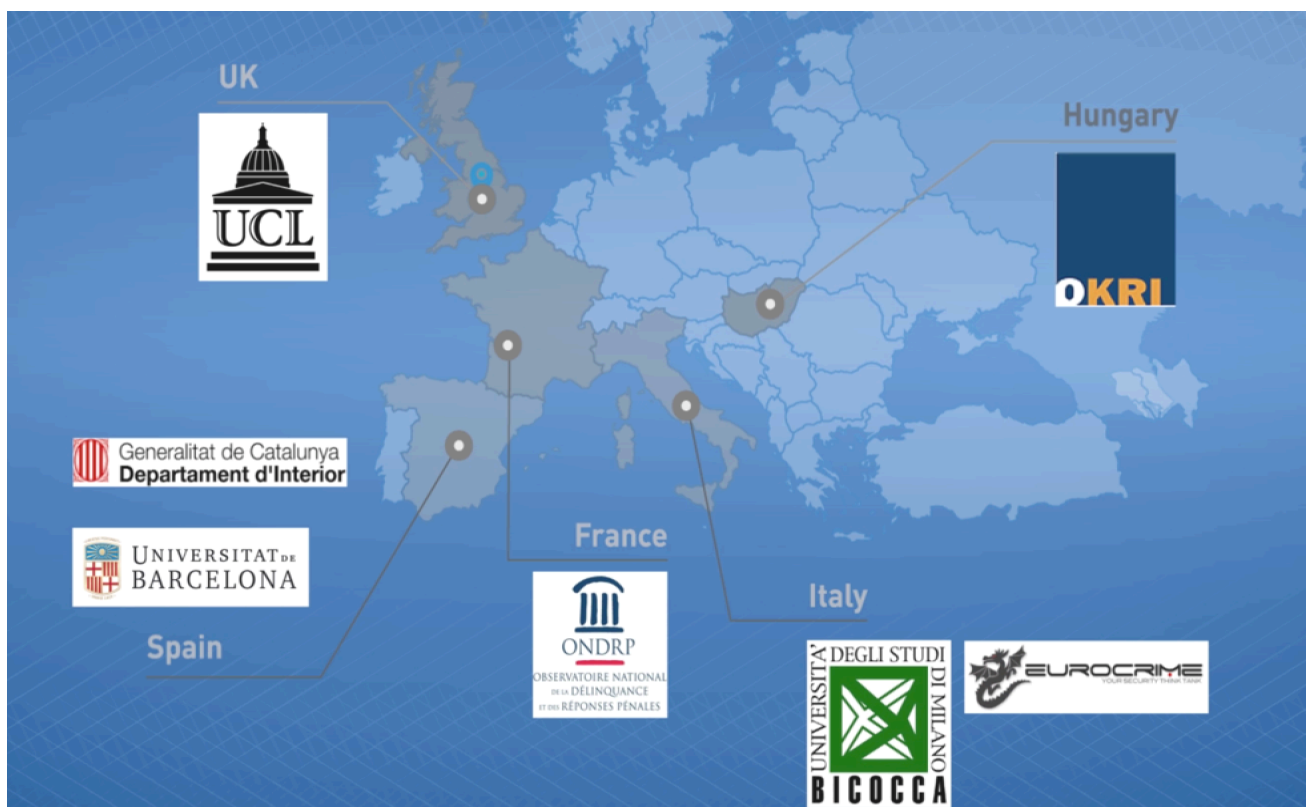 UK
UCL
Hungary
OKRI
Generalitat de Catalunya
Departament d'Interior
UNIVERSITAT DE
BARCELONA
Spain
France
ONDRP
OBSERVATOIRE NATIONAL
DE LA DÉLINQUANCE
ET DES RÉPONSES PÉNALES
Italy
UNIVERSITA'
DEGLI STUDI
DI MILANO
BICOCCA
EUROCRIME
YOUR SECURITY THINK TANK